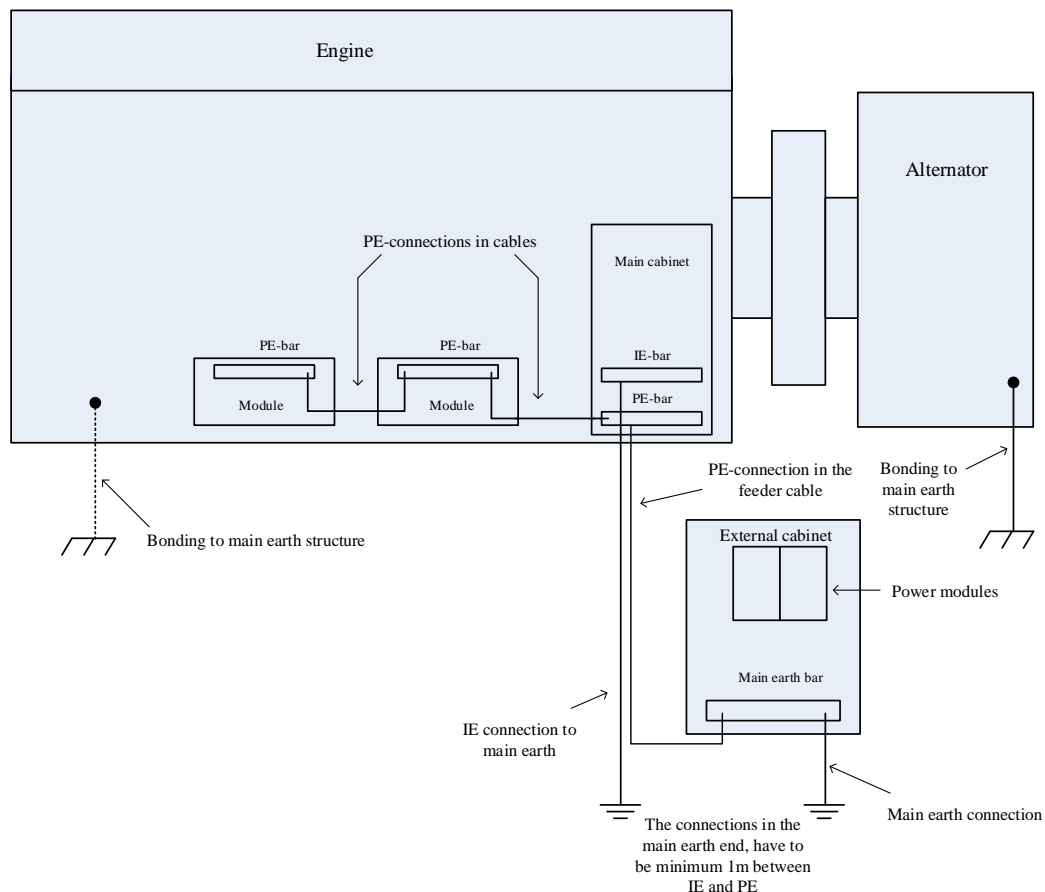 Engine
Alternator
PE-connections in cables
Main cabinet
PE-bar
PE-bar
IE-bar
Module
Module
PE-bar
PE-connection in the
feeder cable
Bonding to
main earth
structure
Bonding to main earth structure
External cabinet
Power modules
Main earth bar
IE connection to
main earth
Main earth connection
The connections in the
main earth end, have to
be minimum 1m between
IE and PE